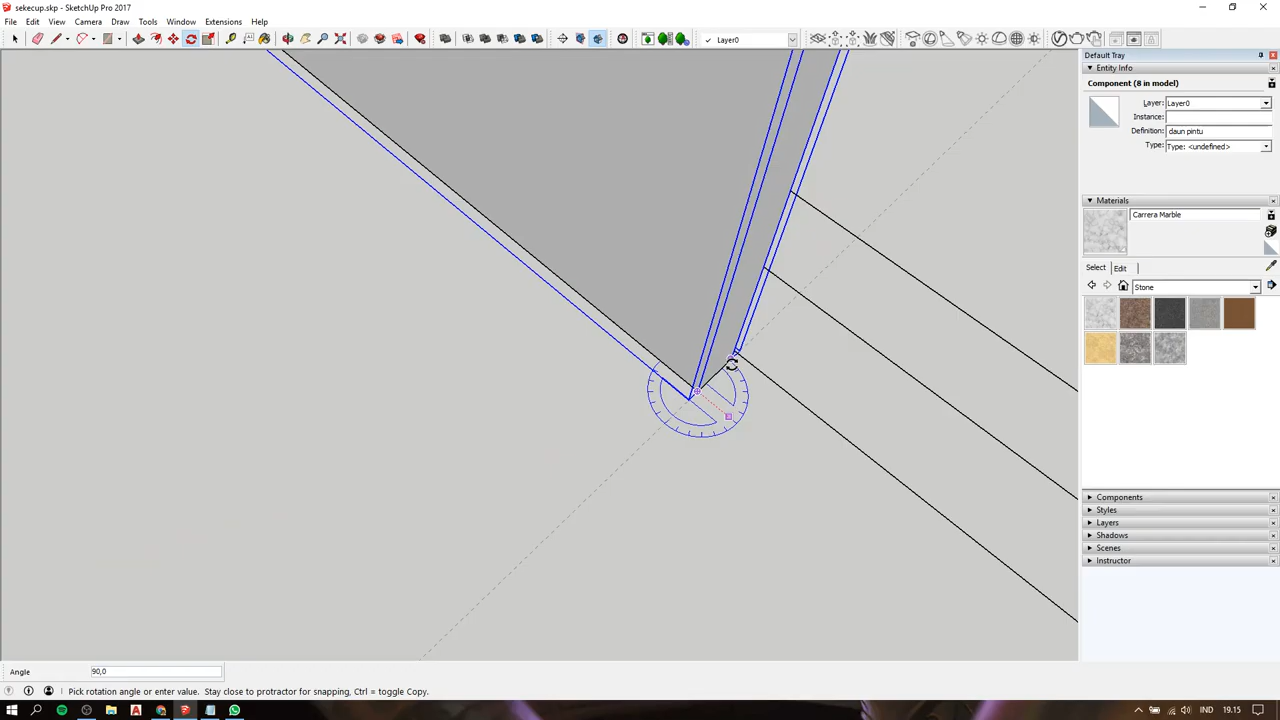 sekecup.skp - SketchUp Pro 2017
File Edit View Camera Draw Tools Window Extensions Help
Layer0
Default Tray
Entity Info
Component (8 in model)
Layer: Layer0
Instance:
Definition: daun pintu
Type: Type: <undefined>
Materials
Carrera Marble
Select Edit
Stone
Components
Styles
Layers
Shadows
Scenes
Instructor
Angle 90,0
Pick rotation angle or enter value. Stay close to protractor for snapping, Ctrl = toggle Copy.
IND 19.15